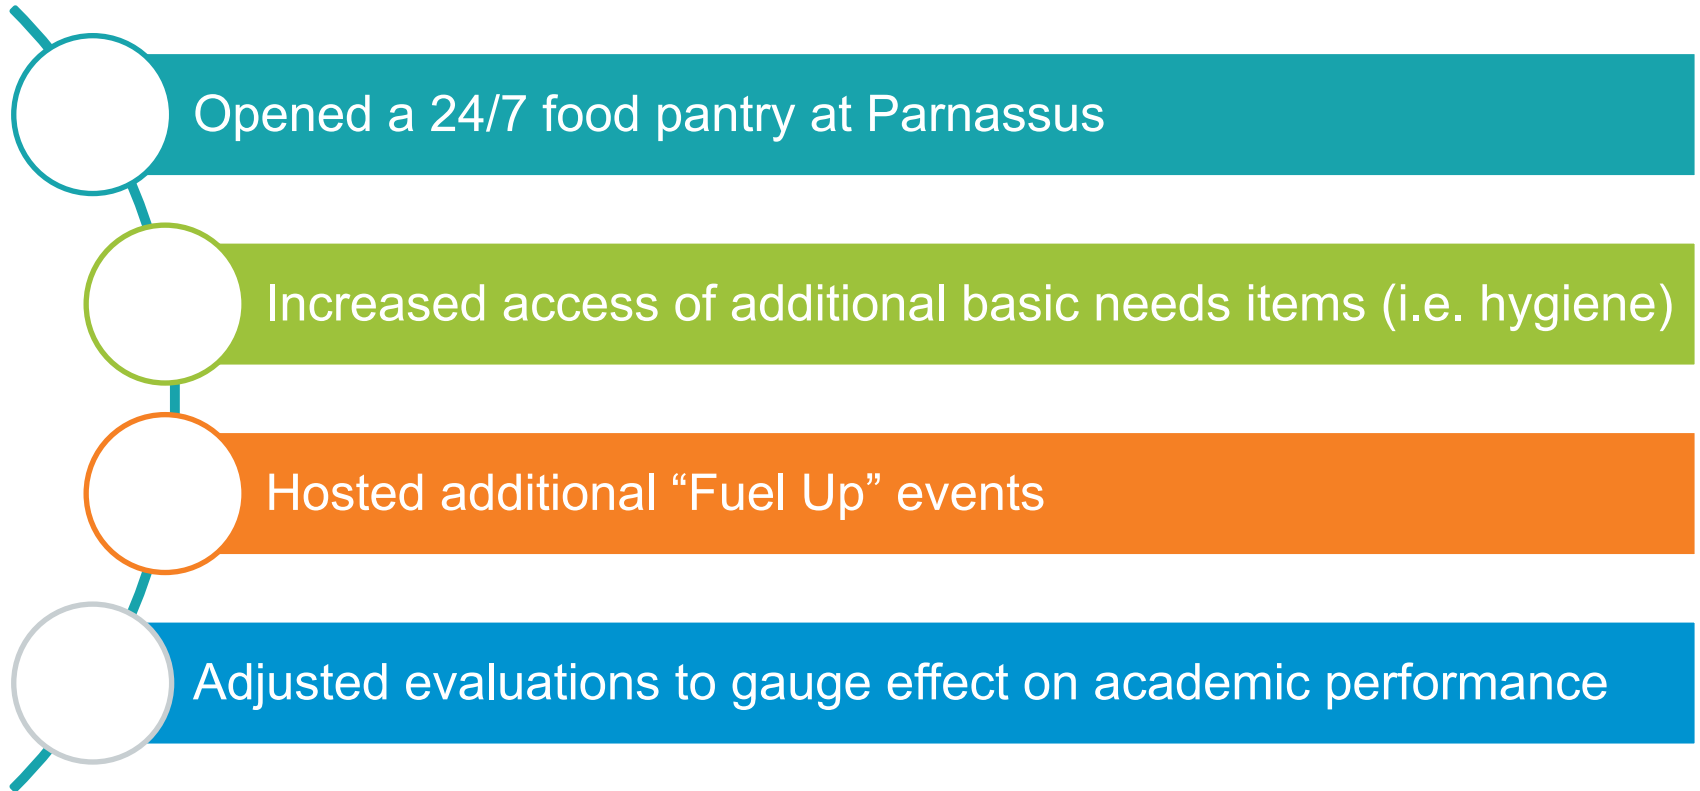 Opened a 24/7 food pantry at Parnassus
Increased access of additional basic needs items (i.e. hygiene)
Hosted additional “Fuel Up” events
Adjusted evaluations to gauge effect on academic performance